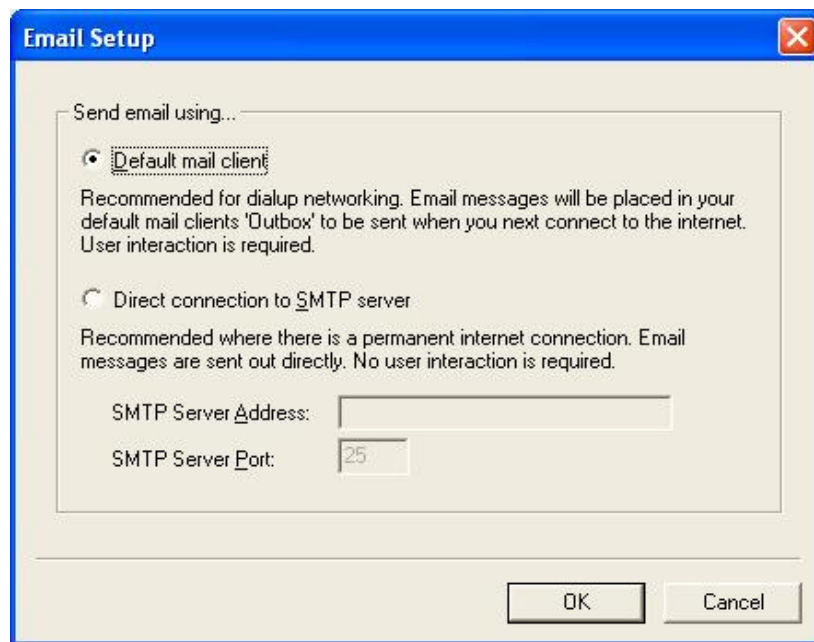 Email Setup
Send email using...
Default mail client
Recommended for dialup networking. Email messages will be placed in your
default mail clients 'Outbox' to be sent when you next connect to the internet.
User interaction is required.
Direct connection to SMTP server
Recommended where there is a permanent internet connection. Email
messages are sent out directly. No user interaction is required.
SMTP Server Address:
SMTP Server Port: 25
OK Cancel